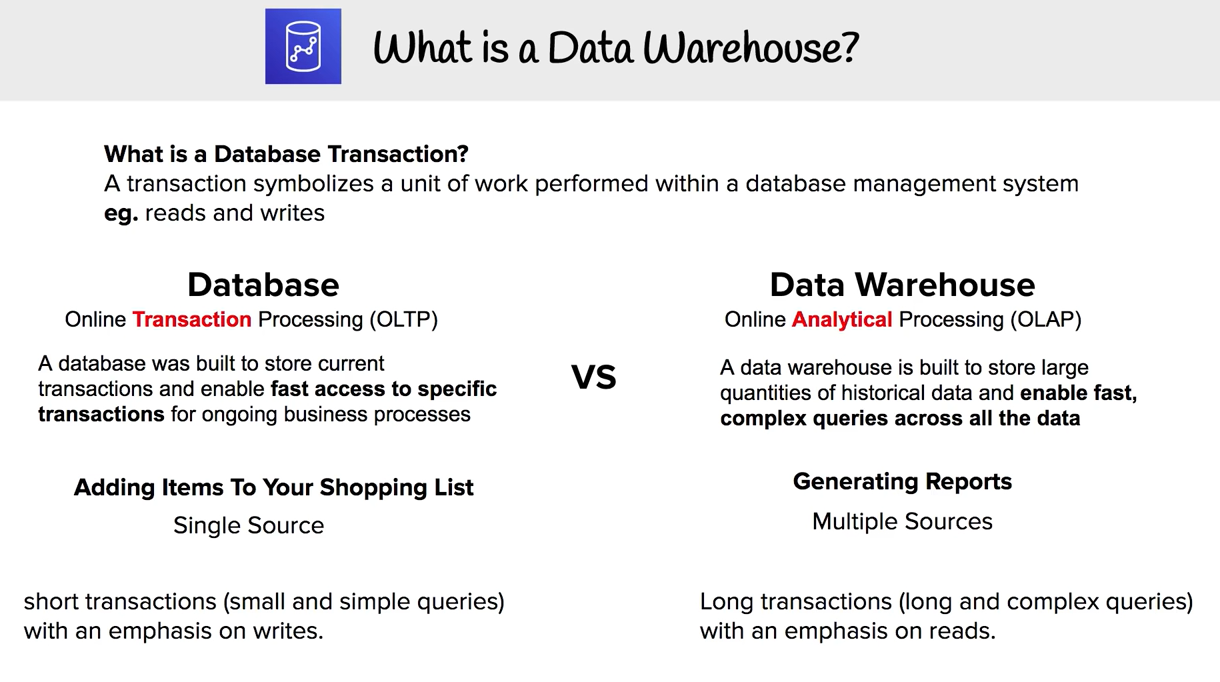 What is a Data Warehouse?
What is a Database Transaction?
A transaction symbolizes a unit of work performed within a database management system
eg. reads and writes
Database
Online Transaction Processing (OLTP)
A database was built to store current
transactions and enable fast access to specific
transactions for ongoing business processes
Adding Items To Your Shopping List
Single Source
short transactions (small and simple queries)
with an emphasis on writes.
VS
Data Warehouse
Online Analytical Processing (OLAP)
A data warehouse is built to store large
quantities of historical data and enable fast,
complex queries across all the data
Generating Reports
Multiple Sources
Long transactions (long and complex queries)
with an emphasis on reads.